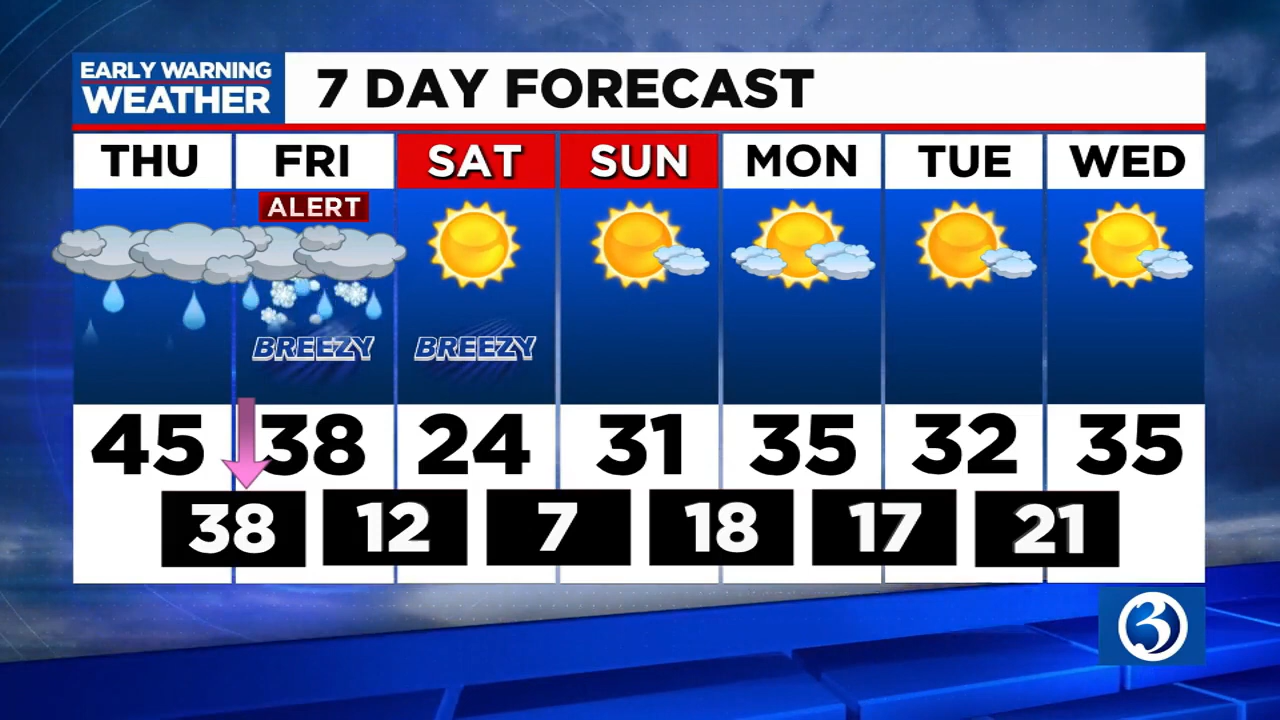 EARLY WARNING
WEATHER
7 DAY FORECAST
THU FRI SAT SUN MON TUE WED
ALERT
BREEZY BREEZY
45 38 24 31 35 32 35
38 12 7 18 17 21
3